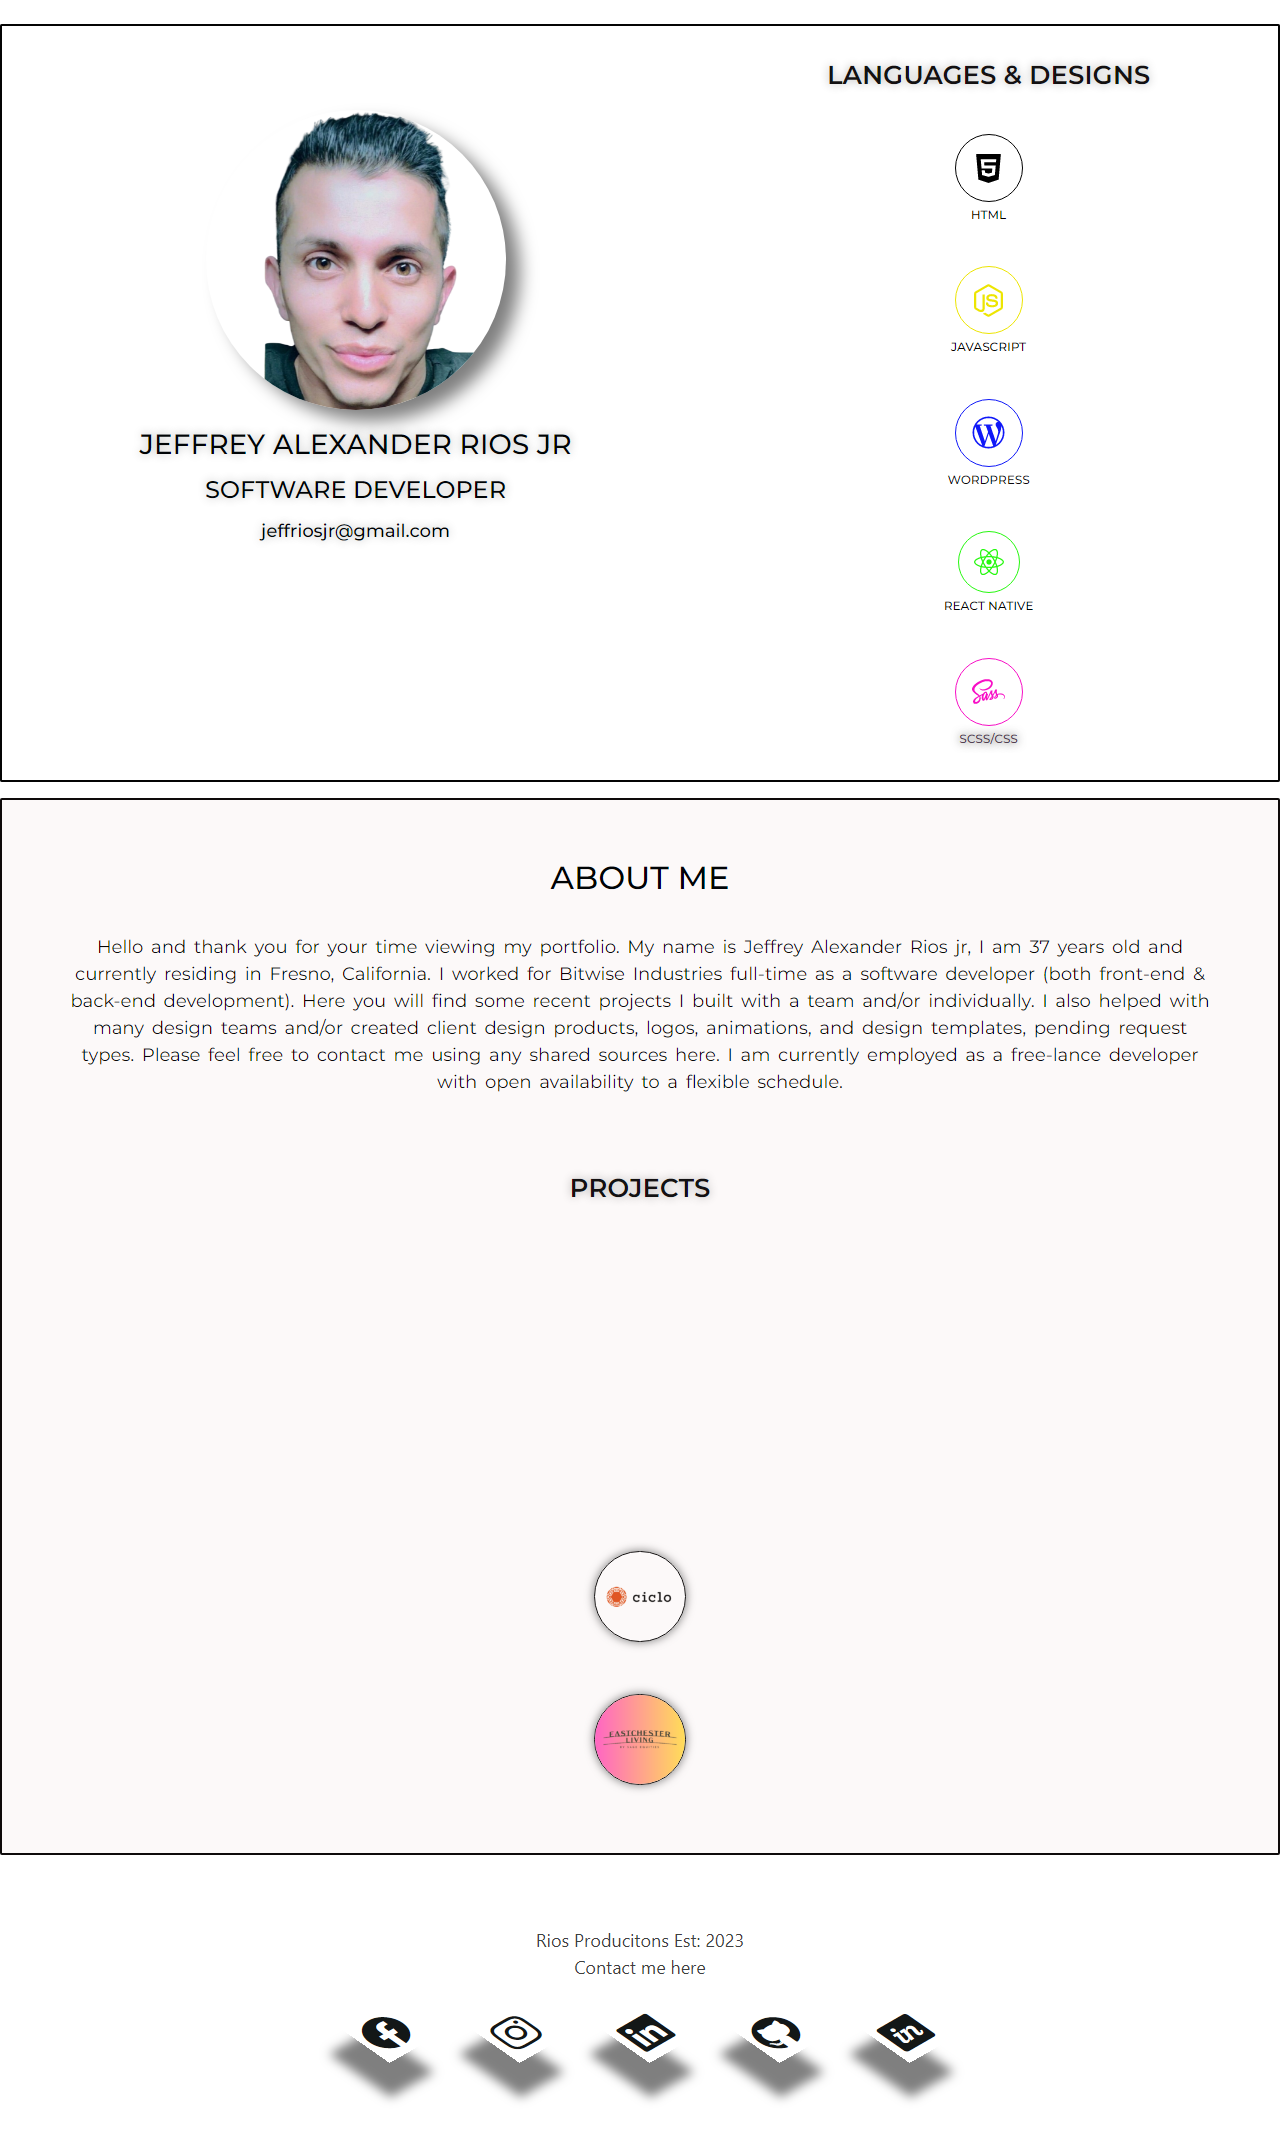 JEFFREY ALEXANDER RIOS JR
SOFTWARE DEVELOPER
jeffriosjr@gmail.com
LANGUAGES & DESIGNS
HTML
JAVASCRIPT
WORDPRESS
REACT NATIVE
Sass
SCSS/CSS
ABOUT ME
Hello and thank you for your time viewing my portfolio. My name is Jeffrey Alexander Rios jr, I am 37 years old and
currently residing in Fresno, California. I worked for Bitwise Industries full-time as a software developer (both front-end &
back-end development). Here you will find some recent projects I built with a team and/or individually. I also helped with
many design teams and/or created client design products, logos, animations, and design templates, pending request
types. Please feel free to contact me using any shared sources here. I am currently employed as a free-lance developer
with open availability to a flexible schedule.
PROJECTS
ciclo
EASTCHESTER
LIVING
Rios Producitons Est: 2023
Contact me here